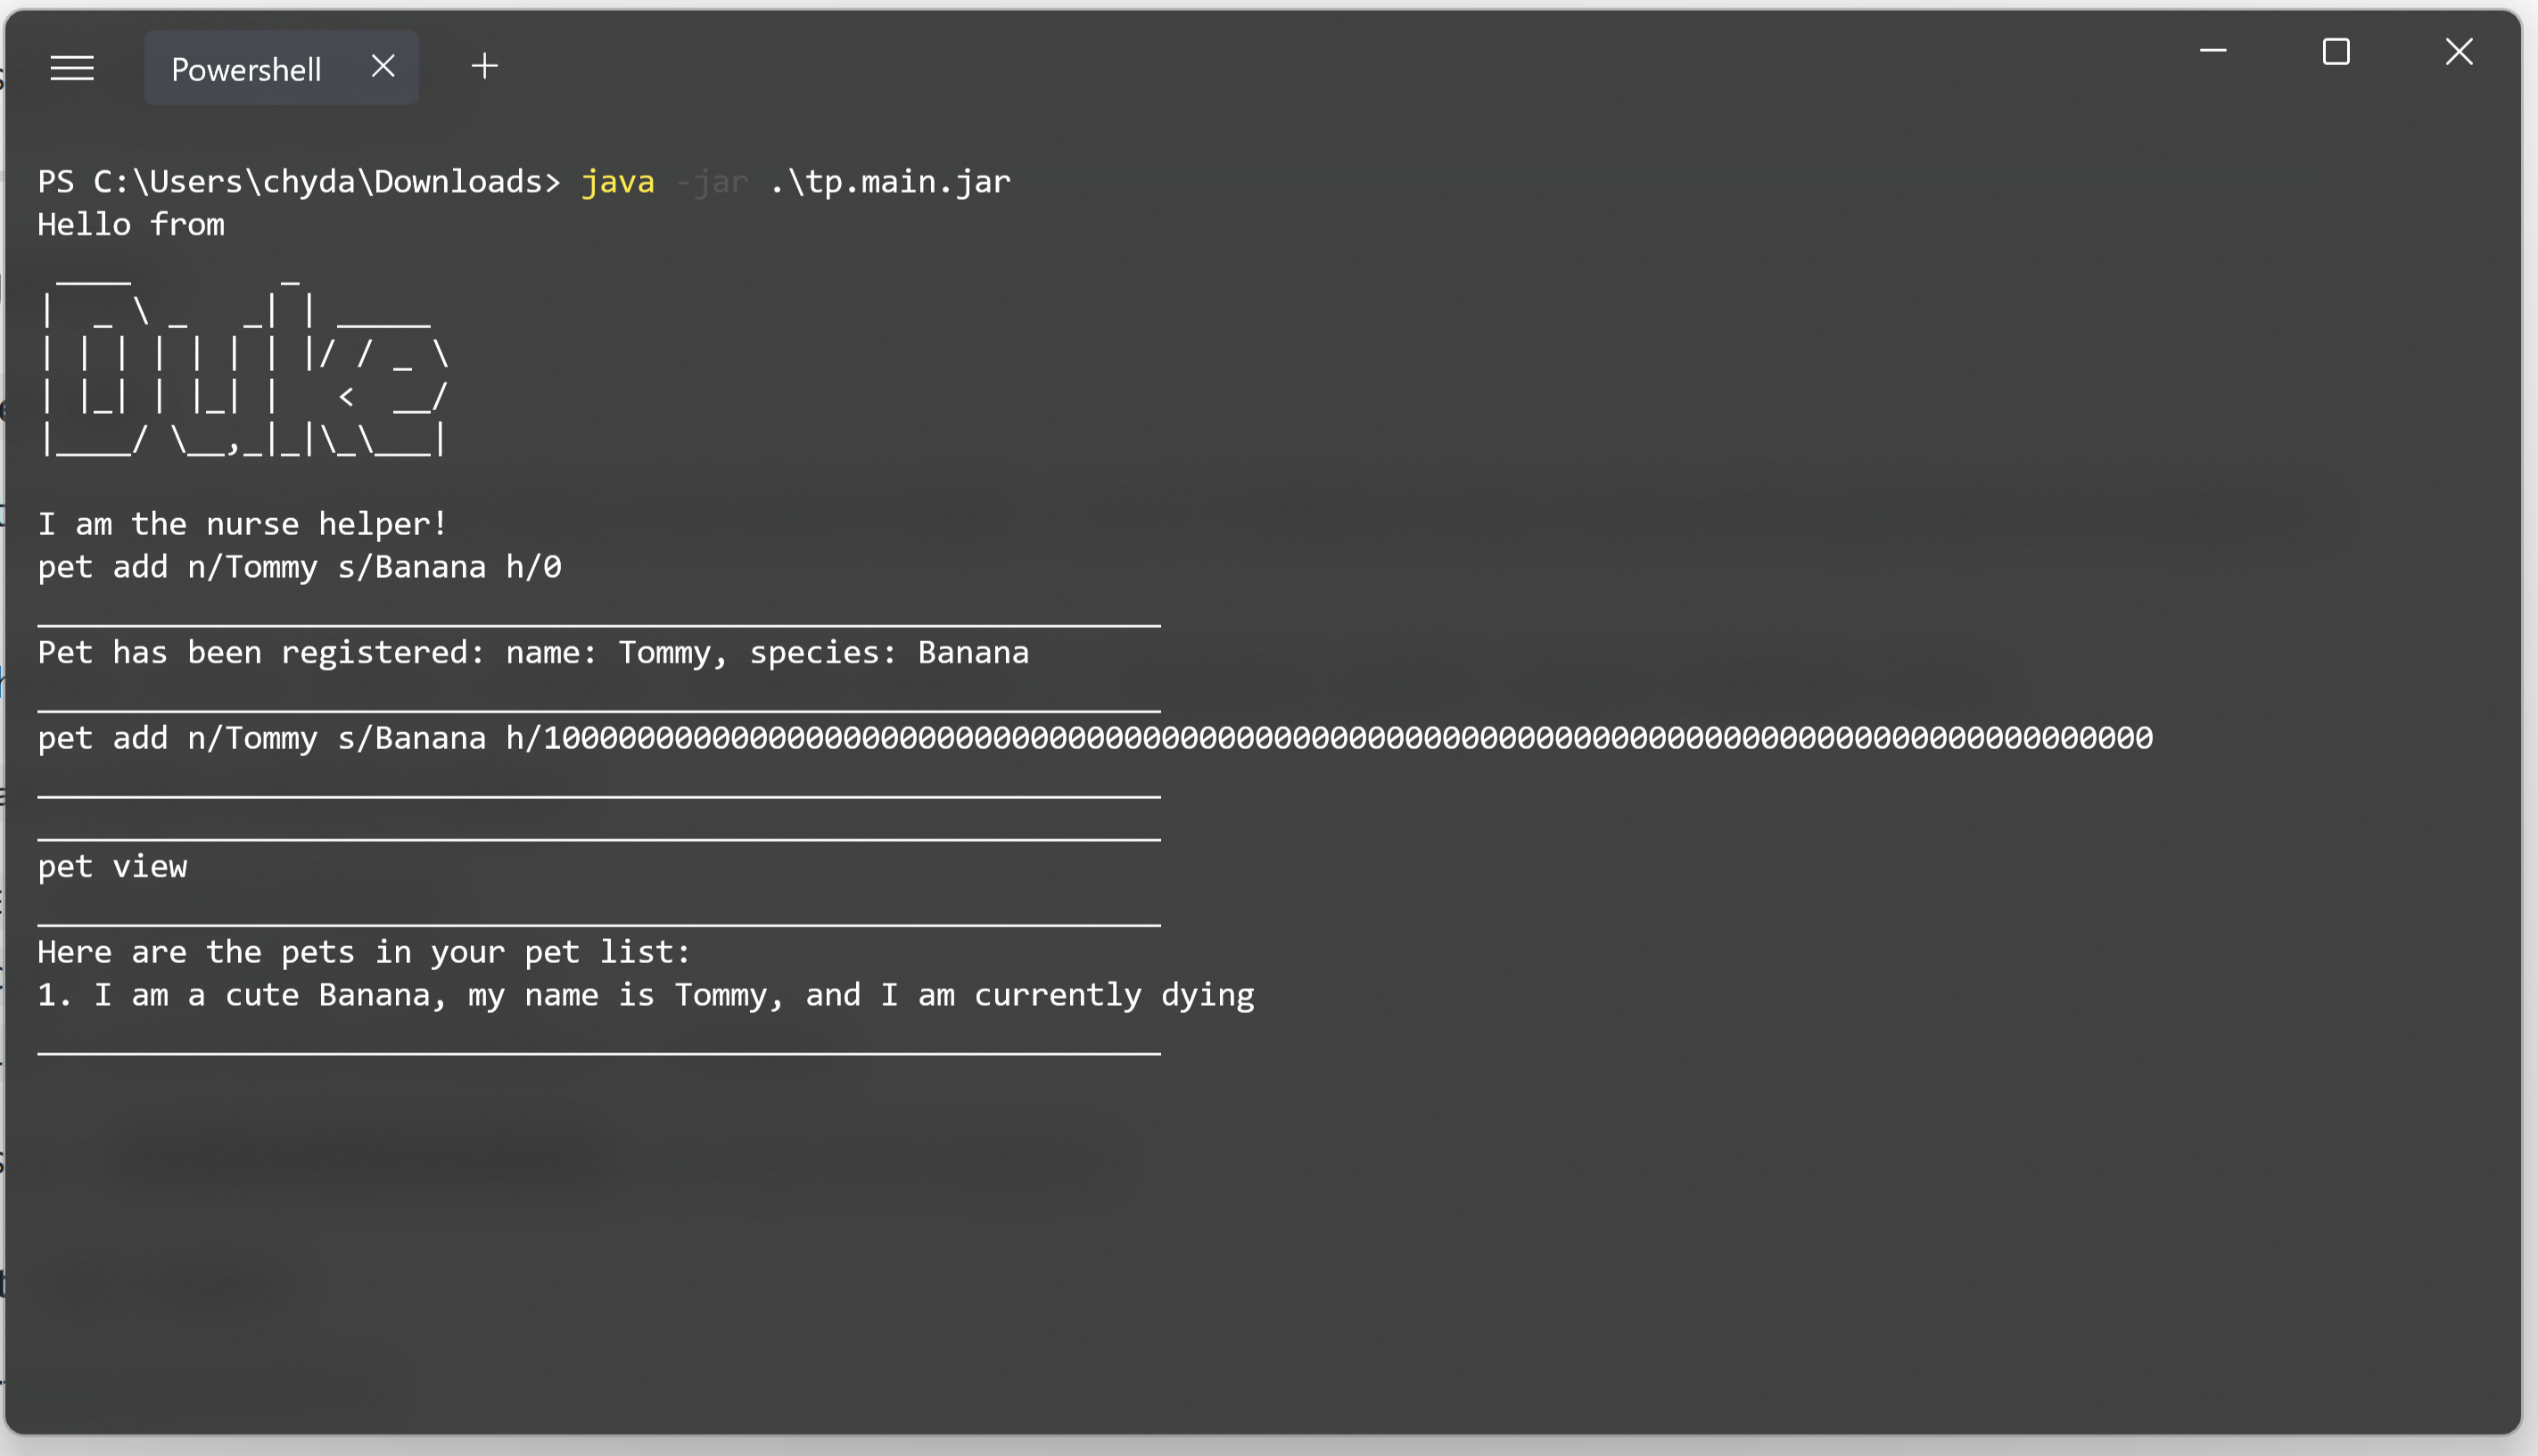 Powershell
PS C:\Users\chyda\Downloads> java -jar .\tp.main.jar
Hello from
 ____        _
|  _ \ _   _| | _____
| | | | | | | |/ / _ \
| |_| | |_| |   <  __/
|____/ \__,_|_|\_\___|
I am the nurse helper!
pet add n/Tommy s/Banana h/0
____________________________________________________________
Pet has been registered: name: Tommy, species: Banana
____________________________________________________________
pet add n/Tommy s/Banana h/10000000000000000000000000000000000000000000000000000000000000000000000000000000000000
____________________________________________________________
____________________________________________________________
pet view
____________________________________________________________
Here are the pets in your pet list:
1. I am a cute Banana, my name is Tommy, and I am currently dying
____________________________________________________________